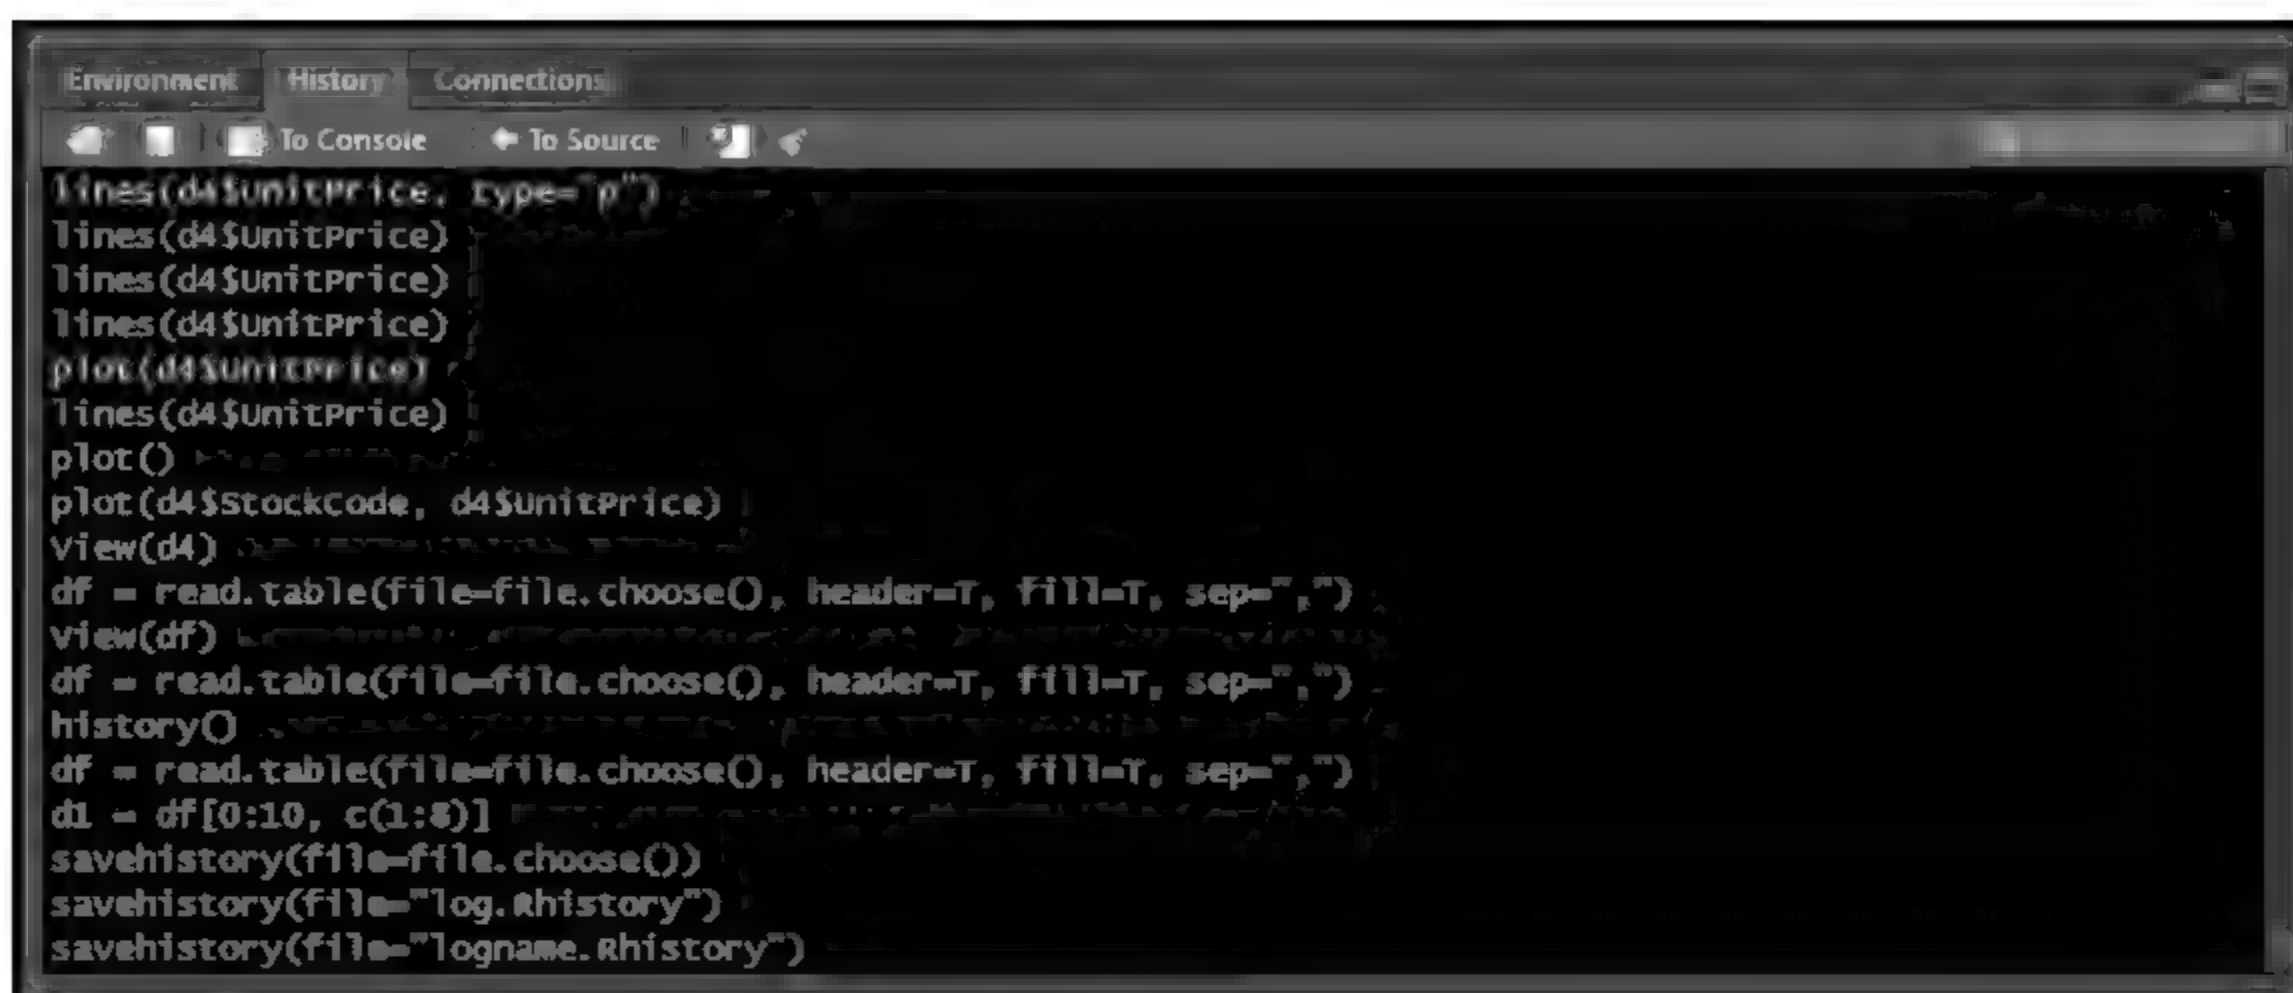 Environment History Connections
To Console To Source
lines(d4$UnitPrice, type="p")
lines(d4$UnitPrice)
lines(d4$UnitPrice)
lines(d4$UnitPrice)
plot(d4$UnitPrice)
lines(d4$UnitPrice)
plot()
plot(d4$StockCode, d4$UnitPrice)
View(d4)
df = read.table(file=file.choose(), header=T, fill=T, sep=",")
View(df)
df = read.table(file=file.choose(), header=T, fill=T, sep=",")
history()
df = read.table(file=file.choose(), header=T, fill=T, sep=",")
d1 = df[0:10, c(1:8)]
savehistory(file=file.choose())
savehistory(file="log.Rhistory")
savehistory(file="logname.Rhistory")